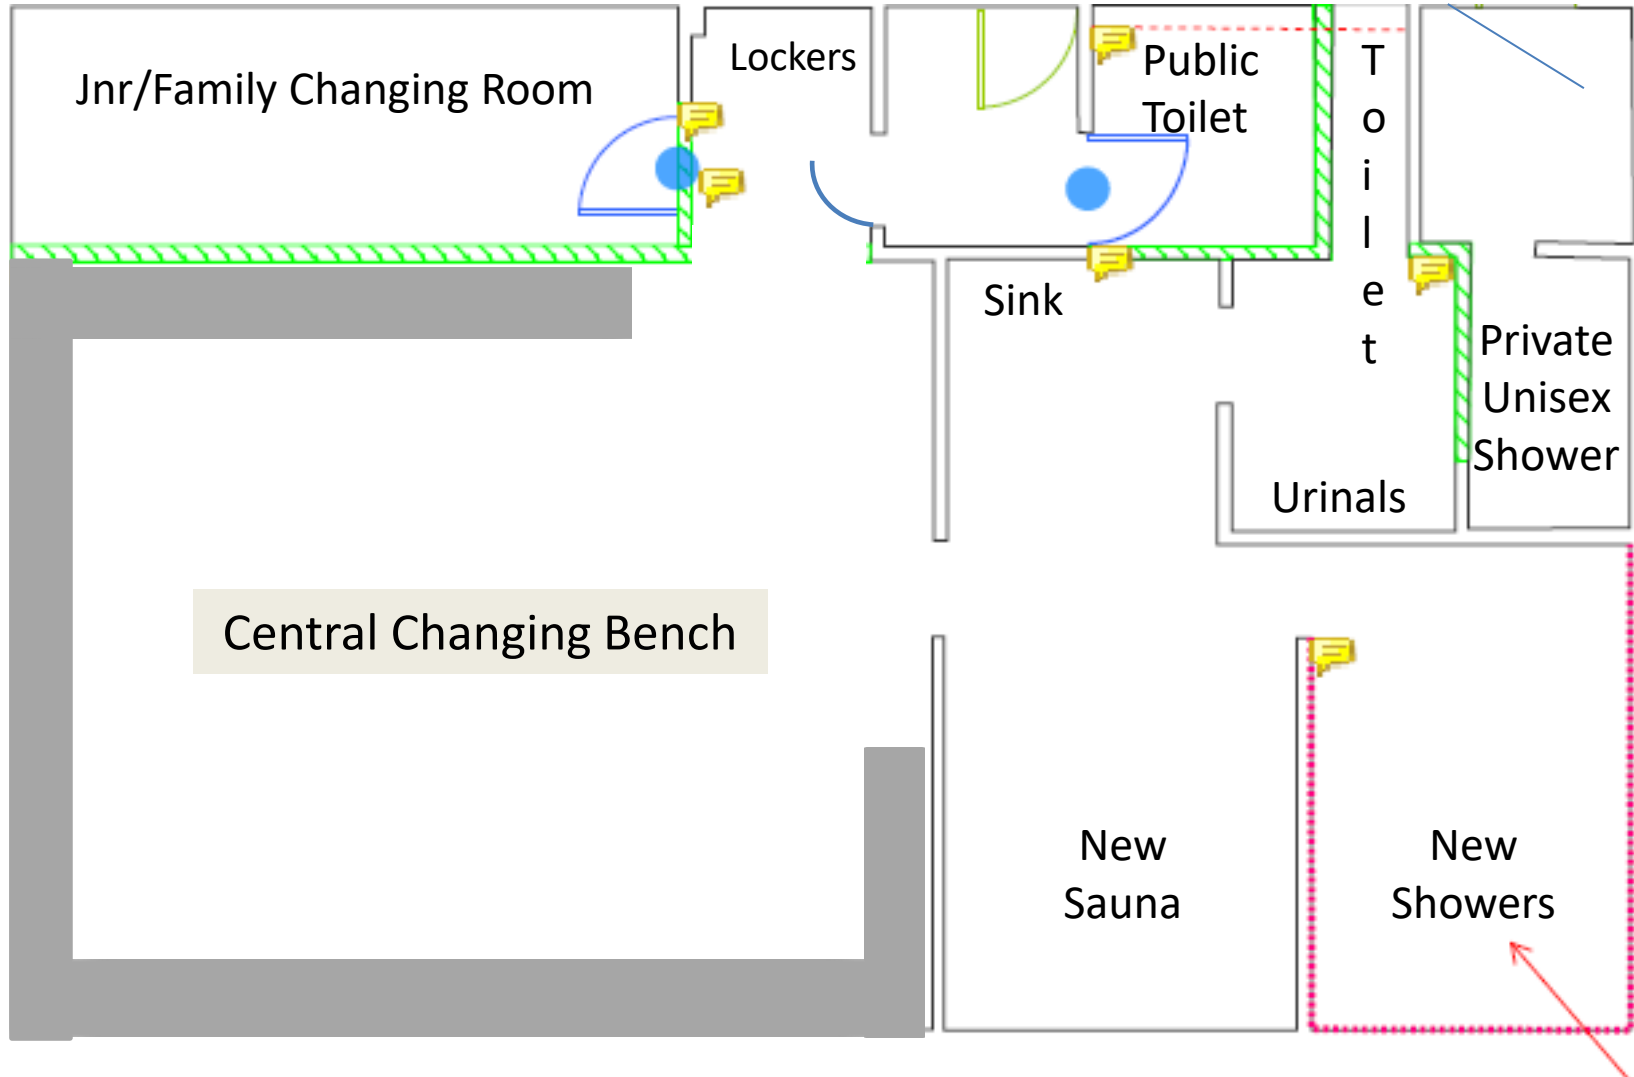 Lockers
Jnr/Family Changing Room
Public
Toilet
T
o
i
l
e
t
Sink
Private
Unisex
Shower
Urinals
Central Changing Bench
New
Sauna
New
Showers